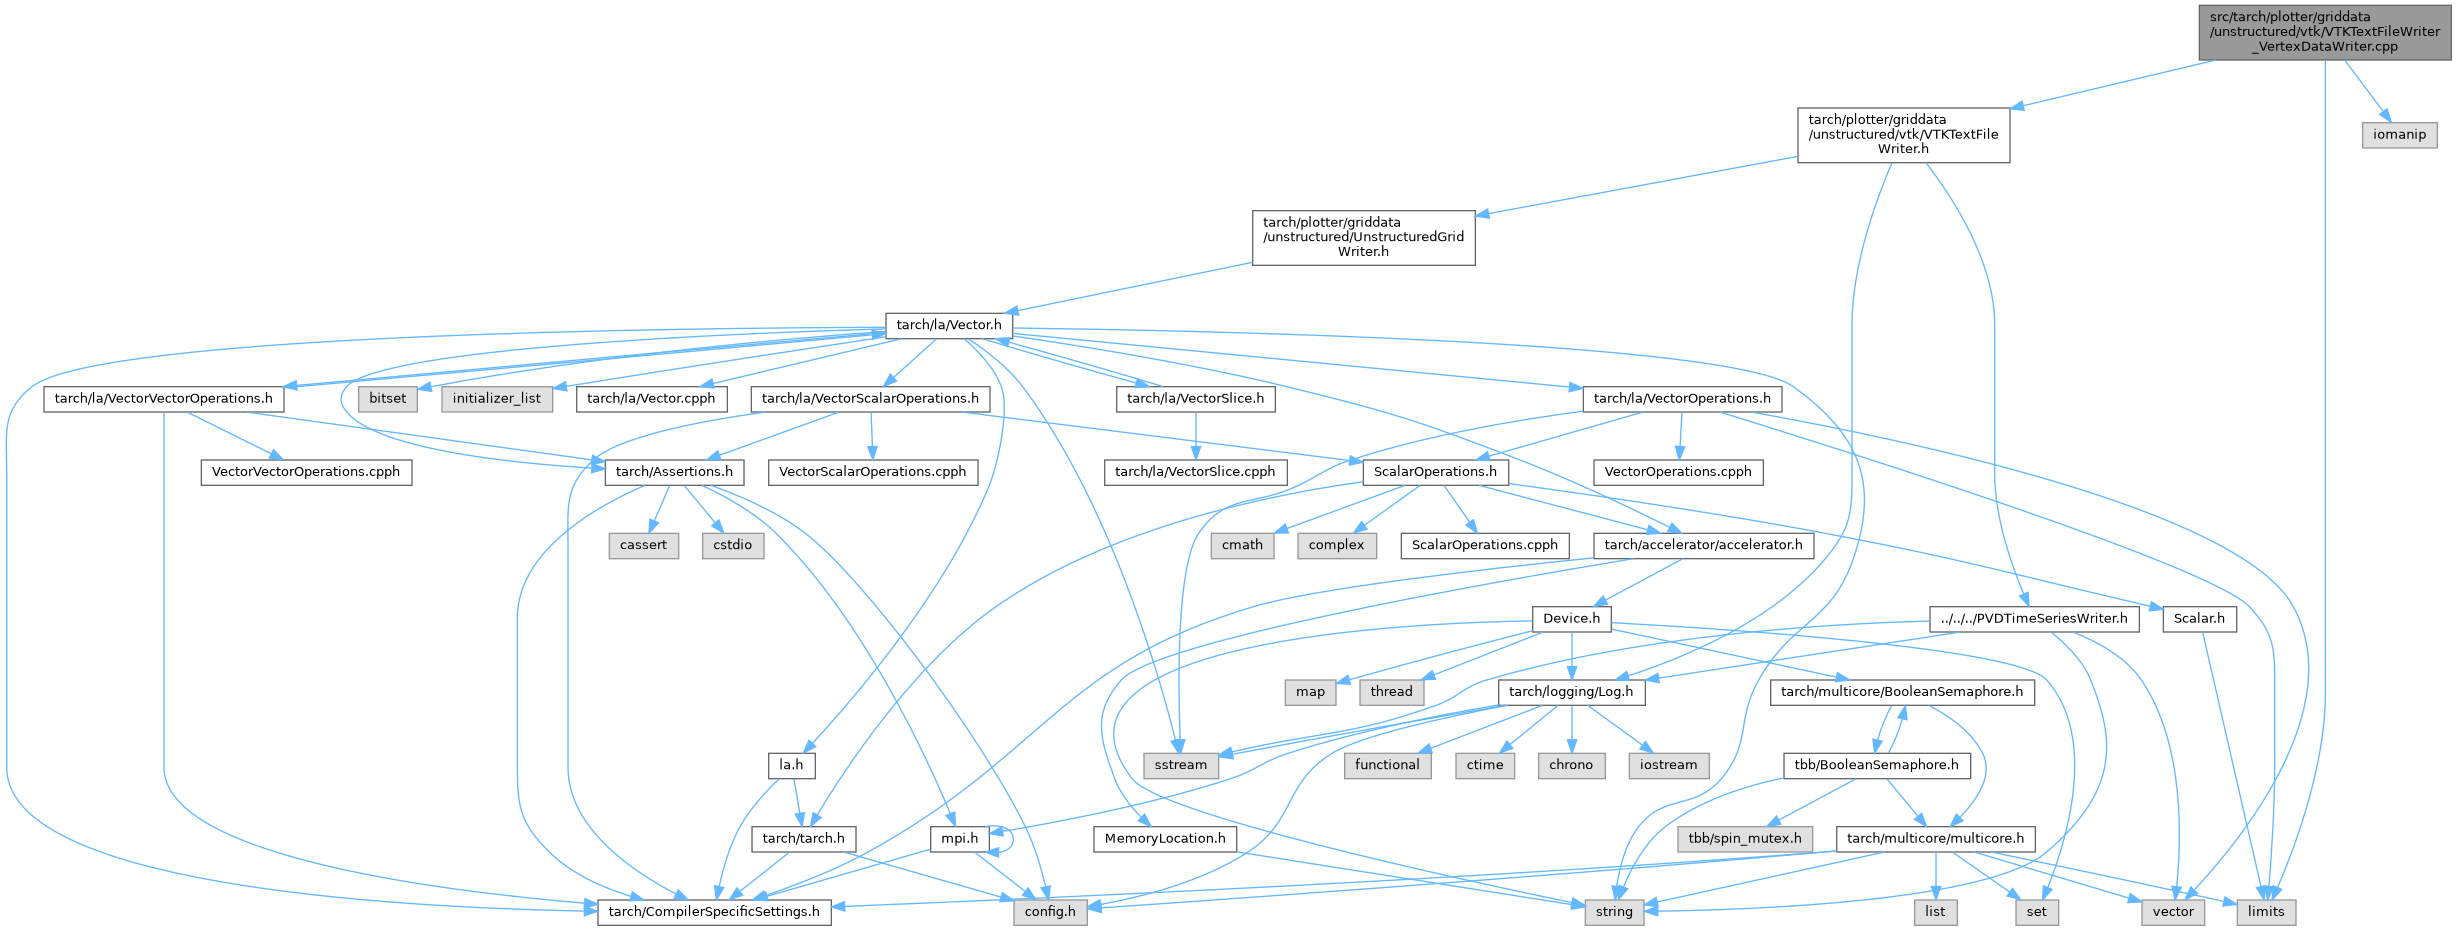 src/tarch/plotter/griddata
/unstructured/vtk/VTKTextFileWriter
_VertexDataWriter.cpp
tarch/plotter/griddata
/unstructured/vtk/VTKTextFile
Writer.h
iomanip
tarch/plotter/griddata
/unstructured/UnstructuredGrid
Writer.h
tarch/la/Vector.h
tarch/la/VectorVectorOperations.h
bitset
initializer_list
tarch/la/Vector.cpph
tarch/la/VectorScalarOperations.h
tarch/la/VectorSlice.h
tarch/la/VectorOperations.h
VectorVectorOperations.cpph
tarch/Assertions.h
VectorScalarOperations.cpph
tarch/la/VectorSlice.cpph
ScalarOperations.h
VectorOperations.cpph
cassert
cstdio
cmath
complex
ScalarOperations.cpph
tarch/accelerator/accelerator.h
Device.h
../../../PVDTimeSeriesWriter.h
Scalar.h
map
thread
tarch/logging/Log.h
tarch/multicore/BooleanSemaphore.h
la.h
sstream
functional
ctime
chrono
iostream
tbb/BooleanSemaphore.h
tarch/tarch.h
mpi.h
MemoryLocation.h
tbb/spin_mutex.h
tarch/multicore/multicore.h
tarch/CompilerSpecificSettings.h
config.h
string
list
set
vector
limits